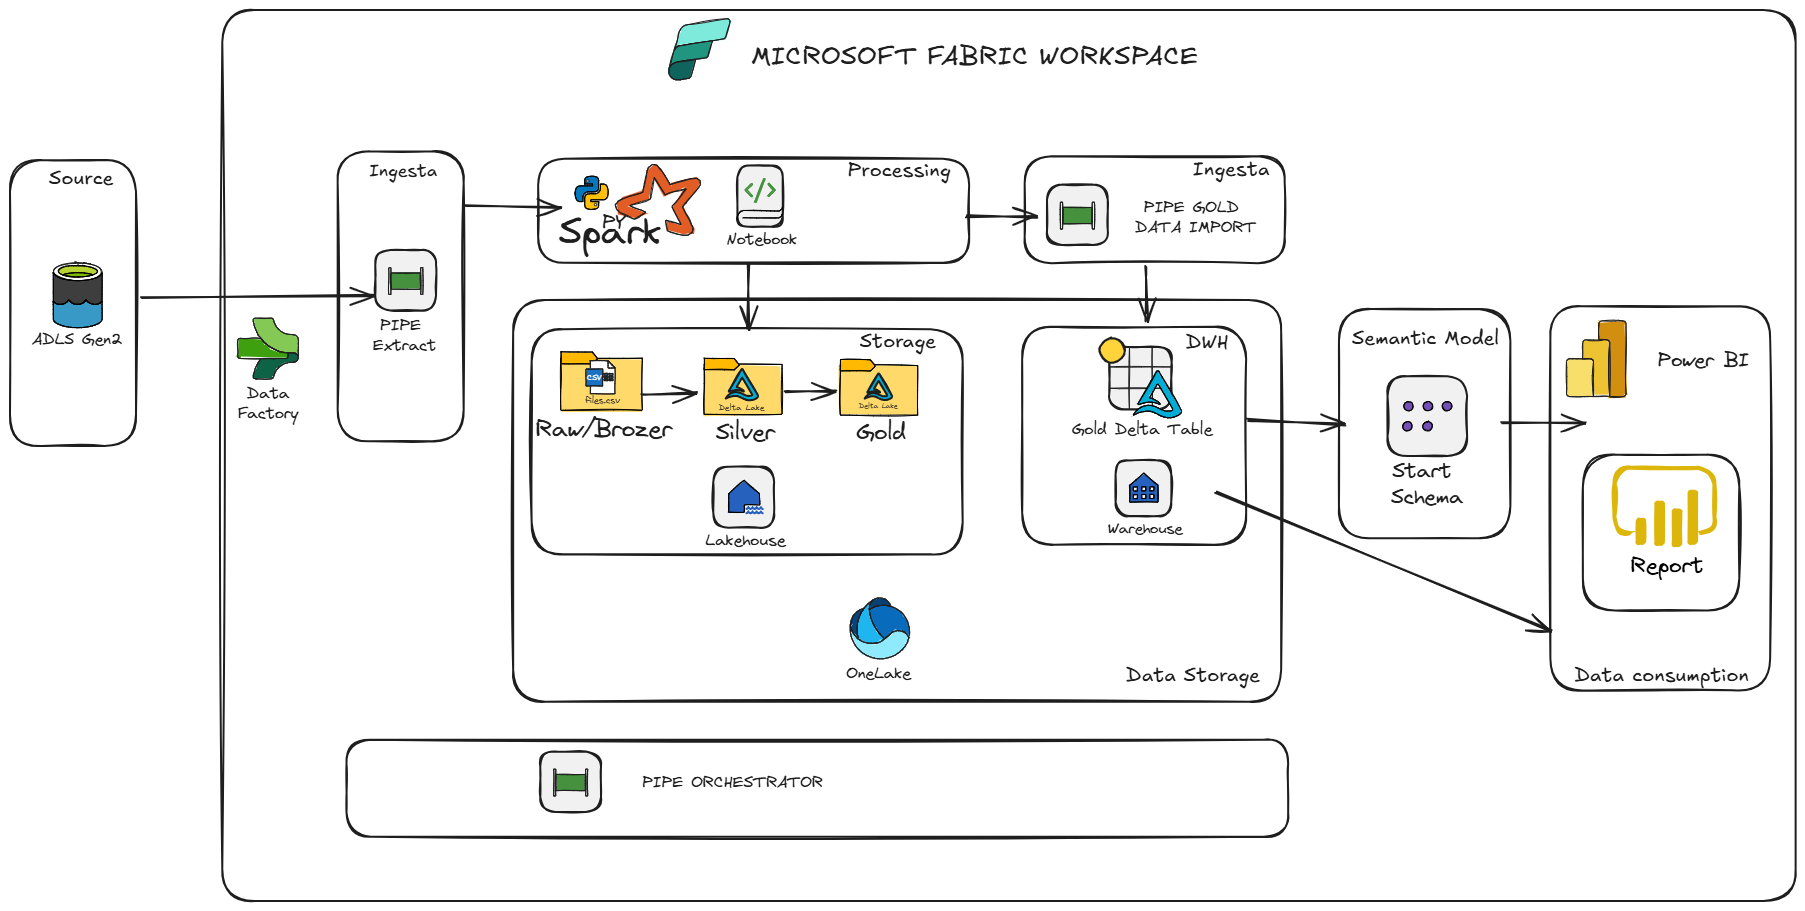 MICROSOFT FABRIC WORKSPACE
Source
ADLS Gen2
Data
Factory
Ingesta
PIPE
Extract
Processing
PY
Spark
Notebook
Ingesta
PIPE GOLD
DATA IMPORT
Storage
CSV
files.csv
Raw/Brozer
Delta Lake
Silver
Delta Lake
Gold
Lakehouse
DWH
Gold Delta Table
Warehouse
OneLake
Data Storage
Semantic Model
Start
Schema
Power BI
Report
Data consumption
PIPE ORCHESTRATOR